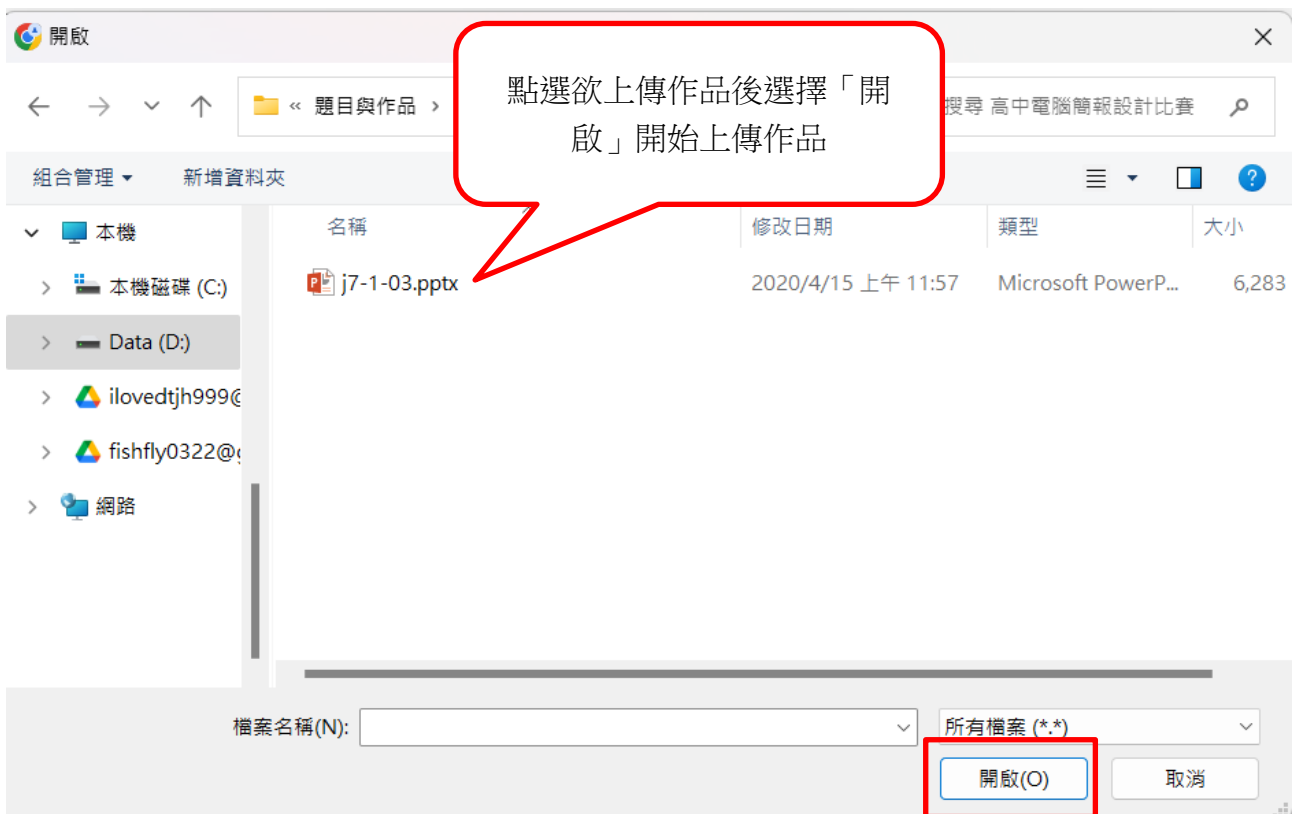 開啟
« 題目與作品 ›
點選欲上傳作品後選擇「開
啟」開始上傳作品
搜尋 高中電腦簡報設計比賽
組合管理 新增資料夾
本機
本機磁碟 (C:)
Data (D:)
ilovedtjh999@
fishfly0322@g
網路
名稱 修改日期 類型 大小
j7-1-03.pptx 2020/4/15 上午 11:57 Microsoft PowerP... 6,283
檔案名稱(N): 所有檔案 (*.*)
開啟(O) 取消